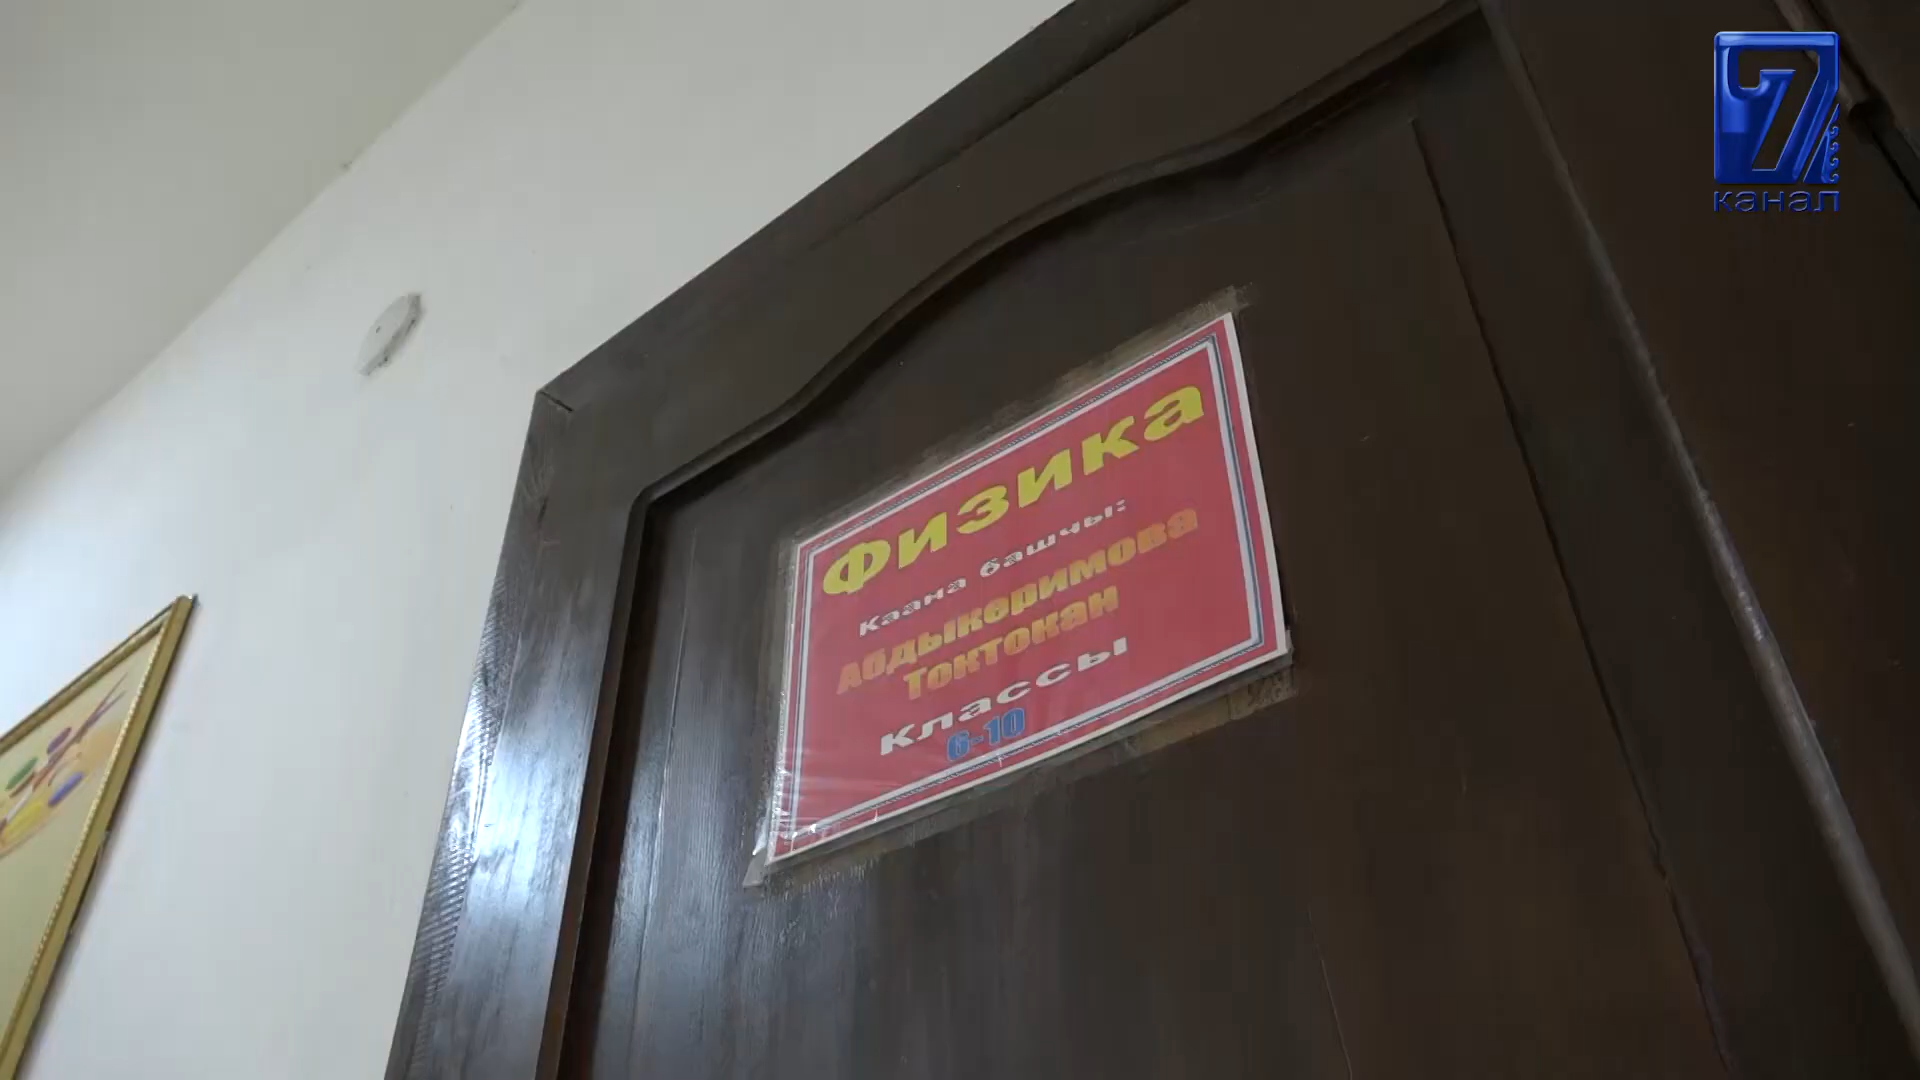 7
канал
Физика
Каана башчы:
Абдыкеримова
Токтокан
Классы
6-10